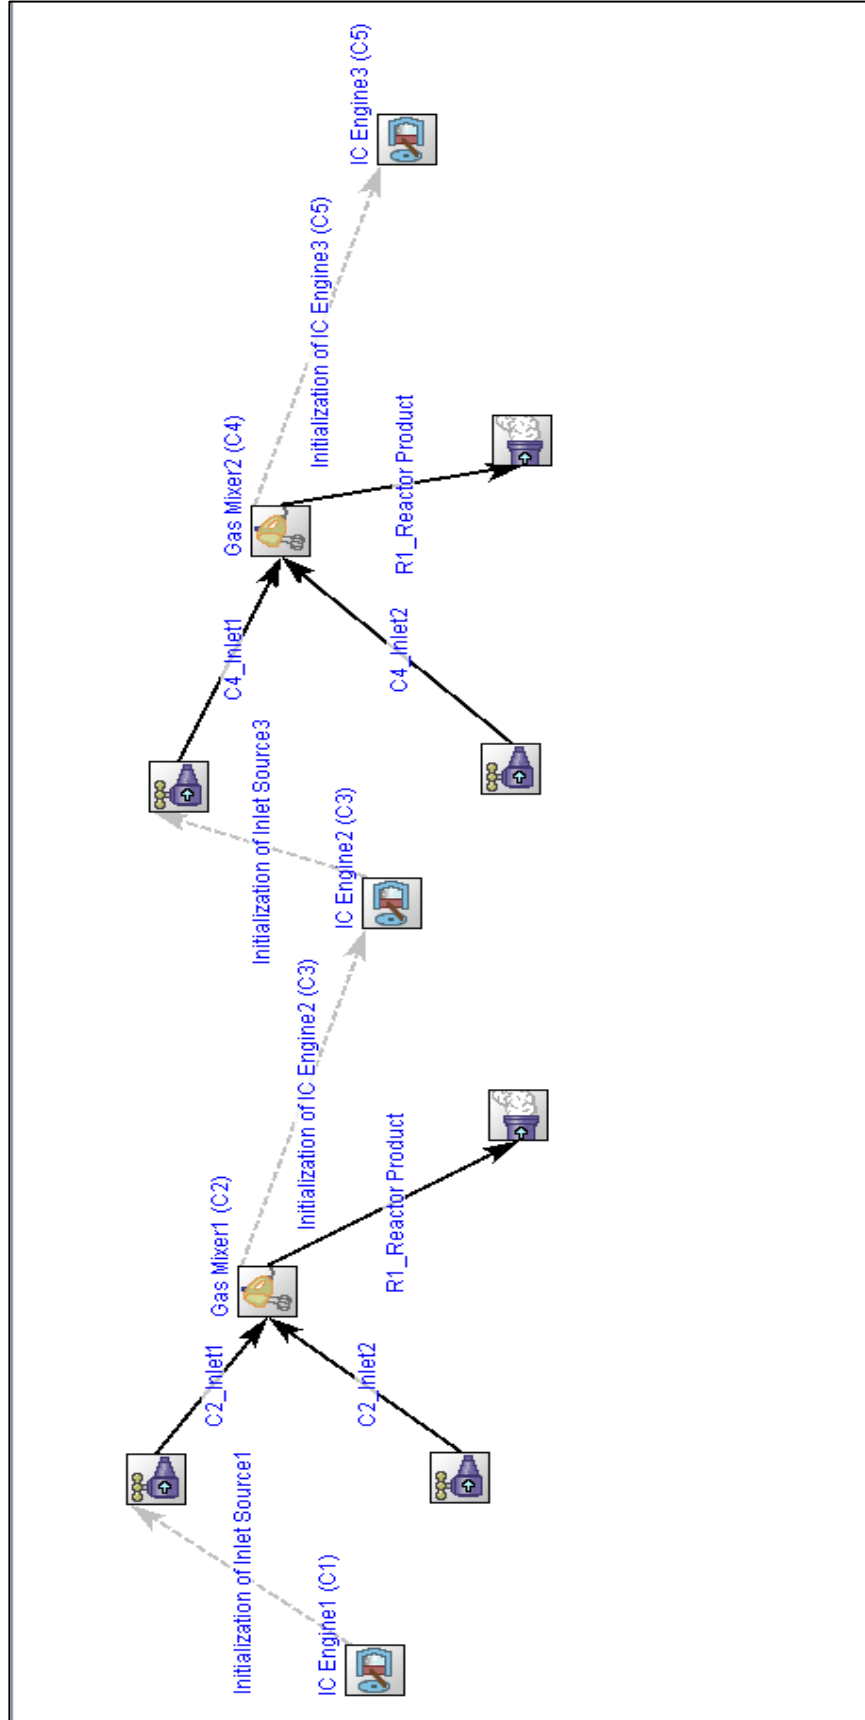 IC Engine1 (C1)
Initialization of Inlet Source1
C2_Inlet1
C2_Inlet2
Gas Mixer1 (C2)
R1_Reactor Product
Initialization of IC Engine2 (C3)
IC Engine2 (C3)
Initialization of Inlet Source3
C4_Inlet1
C4_Inlet2
Gas Mixer2 (C4)
R1_Reactor Product
Initialization of IC Engine3 (C5)
IC Engine3 (C5)